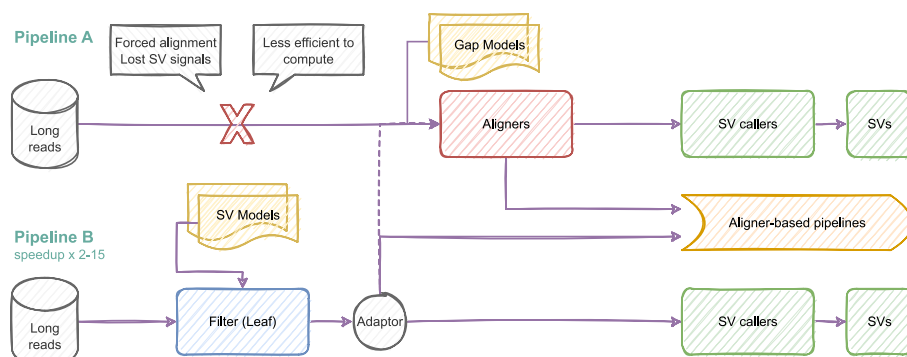 Pipeline A
Forced alignment
Lost SV signals
Less efficient to
compute
Gap Models
Long
reads
X
Aligners
SV callers
SVs
SV Models
Aligner-based pipelines
Pipeline B
speedup x 2-15
Long
reads
Filter (Leaf)
Adaptor
SV callers
SVs